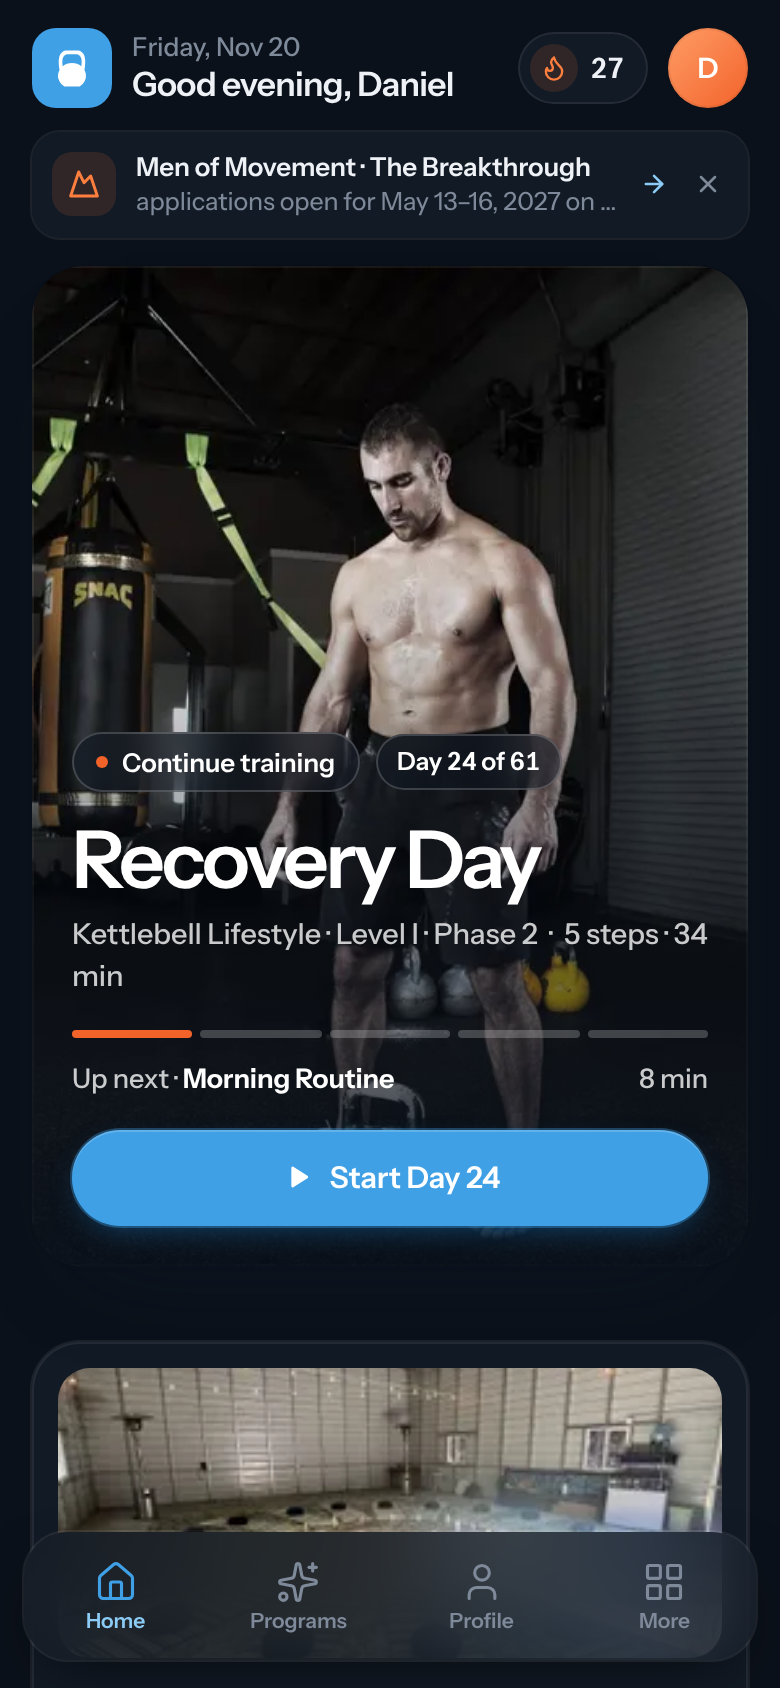 Friday, Nov 20
Good evening, Daniel
27
D
Men of Movement · The Breakthrough
applications open for May 13–16, 2027 on ...
SNAC
Continue training
Day 24 of 61
Recovery Day
Kettlebell Lifestyle · Level I · Phase 2 · 5 steps · 34
min
Up next · Morning Routine
8 min
Start Day 24
Home
Programs
Profile
More